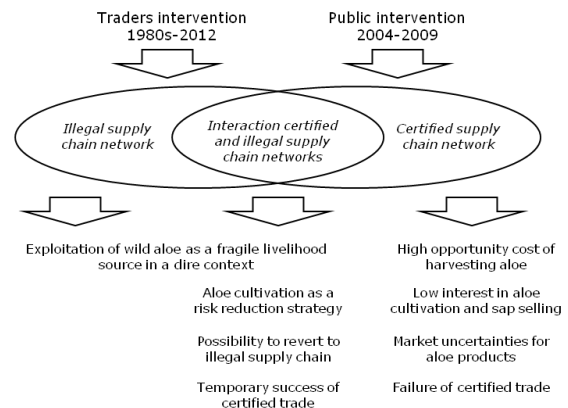 Traders intervention
1980s-2012
Public intervention
2004-2009
Illegal supply
chain network
Interaction certified
and illegal supply
chain networks
Certified supply
chain network
Exploitation of wild aloe as a fragile livelihood
source in a dire context
Aloe cultivation as a
risk reduction strategy
Possibility to revert to
illegal supply chain
Temporary success of
certified trade
High opportunity cost of
harvesting aloe
Low interest in aloe
cultivation and sap selling
Market uncertainties for
aloe products
Failure of certified trade